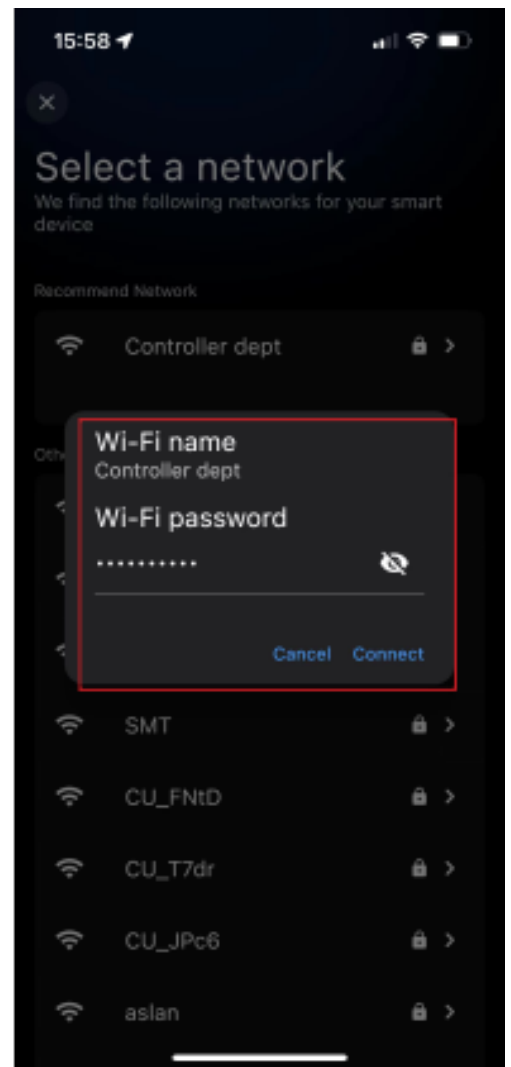 15:58
Select a network
We find the following networks for your smart
device
Recommend Network
Controller dept
Wi-Fi name
Controller dept
Wi-Fi password
••••••••••
Cancel Connect
SMT
CU_FNtD
CU_T7dr
CU_JPc6
aslan